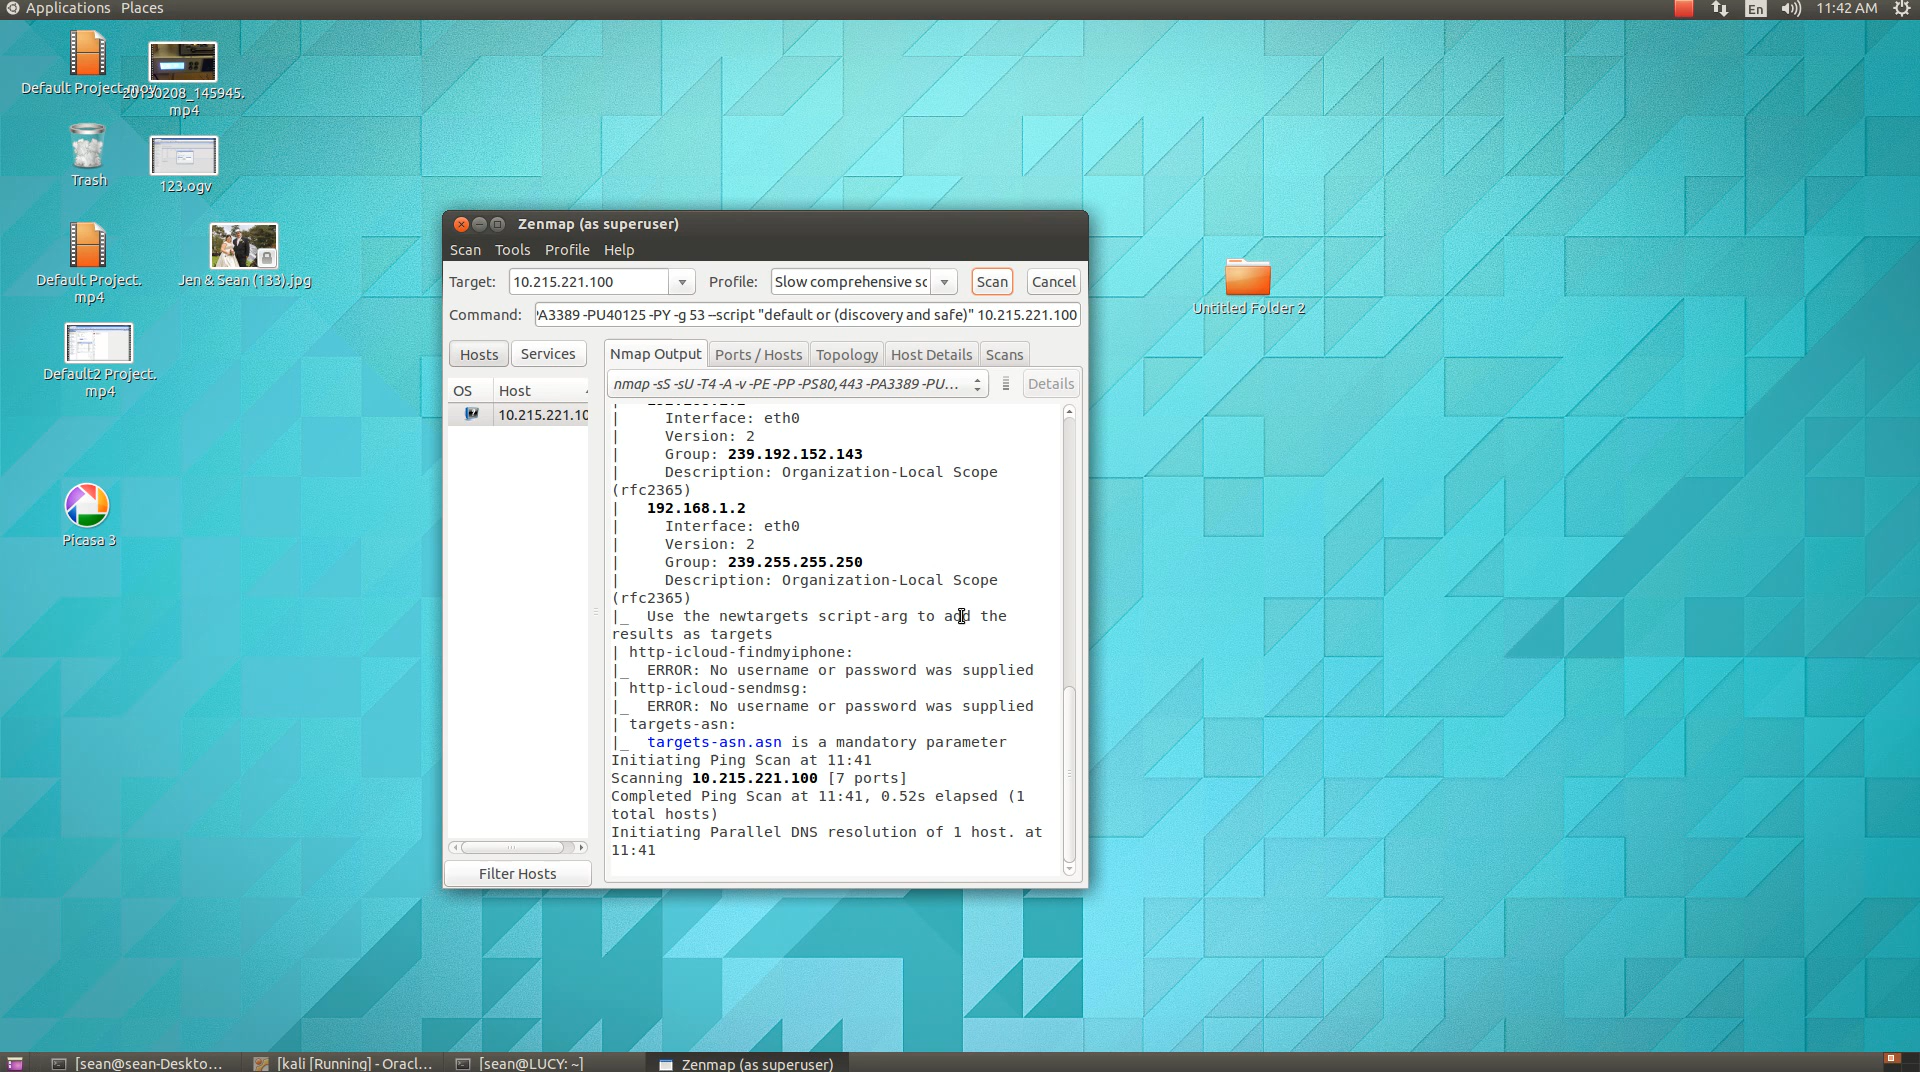 Applications Places
En 11:42 AM
Default Project.mov
20130208_145945.
mp4
Trash
123.ogv
Default Project.
mp4
Jen & Sean (133).jpg
Default2 Project.
mp4
Picasa 3
Untitled Folder 2
Zenmap (as superuser)
Scan Tools Profile Help
Target: 10.215.221.100 Profile: Slow comprehensive sc Scan Cancel
Command: 'A3389 -PU40125 -PY -g 53 --script "default or (discovery and safe)" 10.215.221.100
Hosts Services
Nmap Output Ports / Hosts Topology Host Details Scans
nmap -sS -sU -T4 -A -v -PE -PP -PS80,443 -PA3389 -PU... Details
OS Host
10.215.221.10
| Interface: eth0
| Version: 2
| Group: 239.192.152.143
| Description: Organization-Local Scope
(rfc2365)
| 192.168.1.2
| Interface: eth0
| Version: 2
| Group: 239.255.255.250
| Description: Organization-Local Scope
(rfc2365)
|_ Use the newtargets script-arg to add the
results as targets
| http-icloud-findmyiphone:
|_ ERROR: No username or password was supplied
| http-icloud-sendmsg:
|_ ERROR: No username or password was supplied
| targets-asn:
|_ targets-asn.asn is a mandatory parameter
Initiating Ping Scan at 11:41
Scanning 10.215.221.100 [7 ports]
Completed Ping Scan at 11:41, 0.52s elapsed (1
total hosts)
Initiating Parallel DNS resolution of 1 host. at
11:41
Filter Hosts
[sean@sean-Deskto... [kali [Running] - Oracl... [sean@LUCY: ~] Zenmap (as superuser)